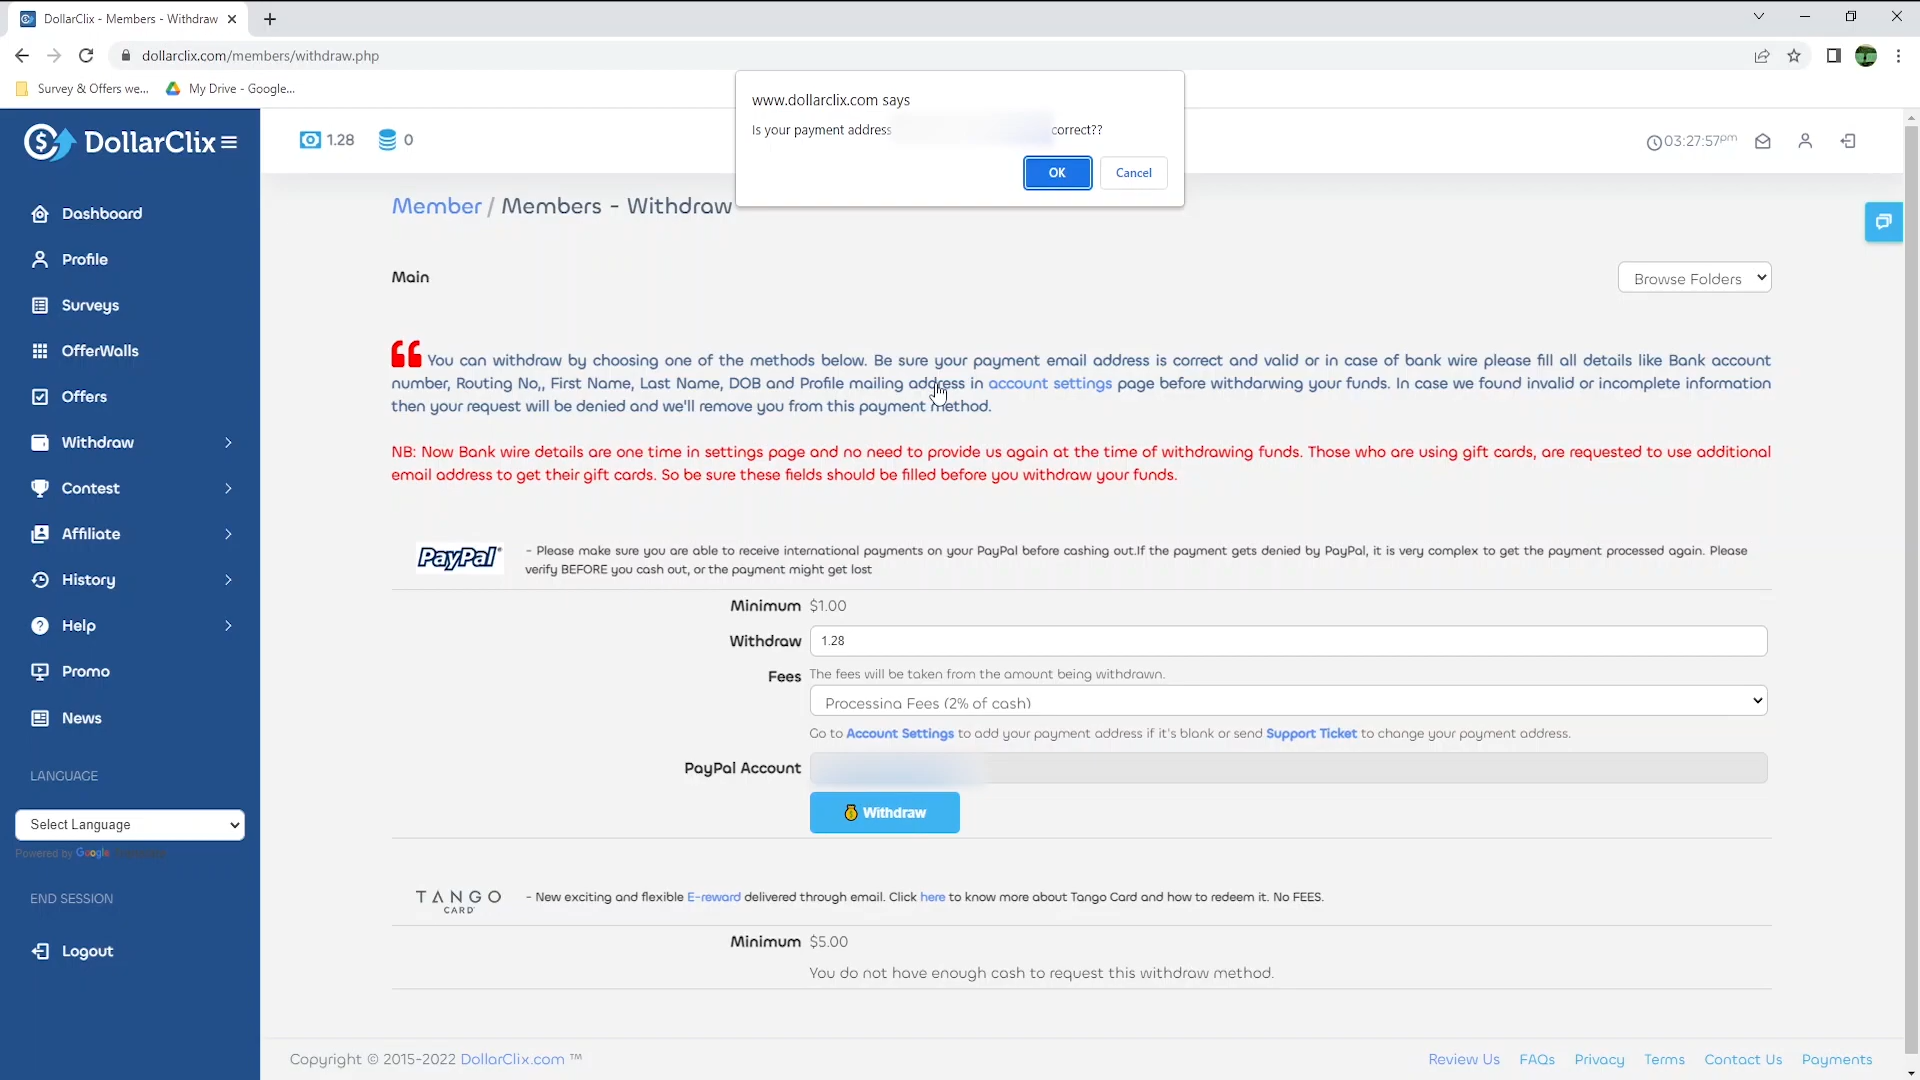 DollarClix - Members - Withdraw
dollarclix.com/members/withdraw.php
Survey & Offers we...
My Drive - Google...
www.dollarclix.com says
Is your payment address correct??
OK
Cancel
DollarClix
1.28
0
03:27:57pm
Dashboard
Profile
Surveys
OfferWalls
Offers
Withdraw
Contest
Affiliate
History
Help
Promo
News
LANGUAGE
Select Language
Powered by Google
END SESSION
Logout
Member / Members - Withdraw
Main
Browse Folders
You can withdraw by choosing one of the methods below. Be sure your payment email address is correct and valid or in case of bank wire please fill all details like Bank account
number, Routing No,, First Name, Last Name, DOB and Profile mailing address in account settings page before withdarwing your funds. In case we found invalid or incomplete information
then your request will be denied and we'll remove you from this payment method.
NB: Now Bank wire details are one time in settings page and no need to provide us again at the time of withdrawing funds. Those who are using gift cards, are requested to use additional
email address to get their gift cards. So be sure these fields should be filled before you withdraw your funds.
PayPal
- Please make sure you are able to receive international payments on your PayPal before cashing out.If the payment gets denied by PayPal, it is very complex to get the payment processed again. Please
verify BEFORE you cash out, or the payment might get lost
Minimum $1.00
Withdraw 1.28
Fees The fees will be taken from the amount being withdrawn.
Processing Fees (2% of cash)
Go to Account Settings to add your payment address if it's blank or send Support Ticket to change your payment address.
PayPal Account
Withdraw
TANGO
CARD
- New exciting and flexible E-reward delivered through email. Click here to know more about Tango Card and how to redeem it. No FEES.
Minimum $5.00
You do not have enough cash to request this withdraw method.
Copyright © 2015-2022 DollarClix.com ™
Review Us FAQs Privacy Terms Contact Us Payments